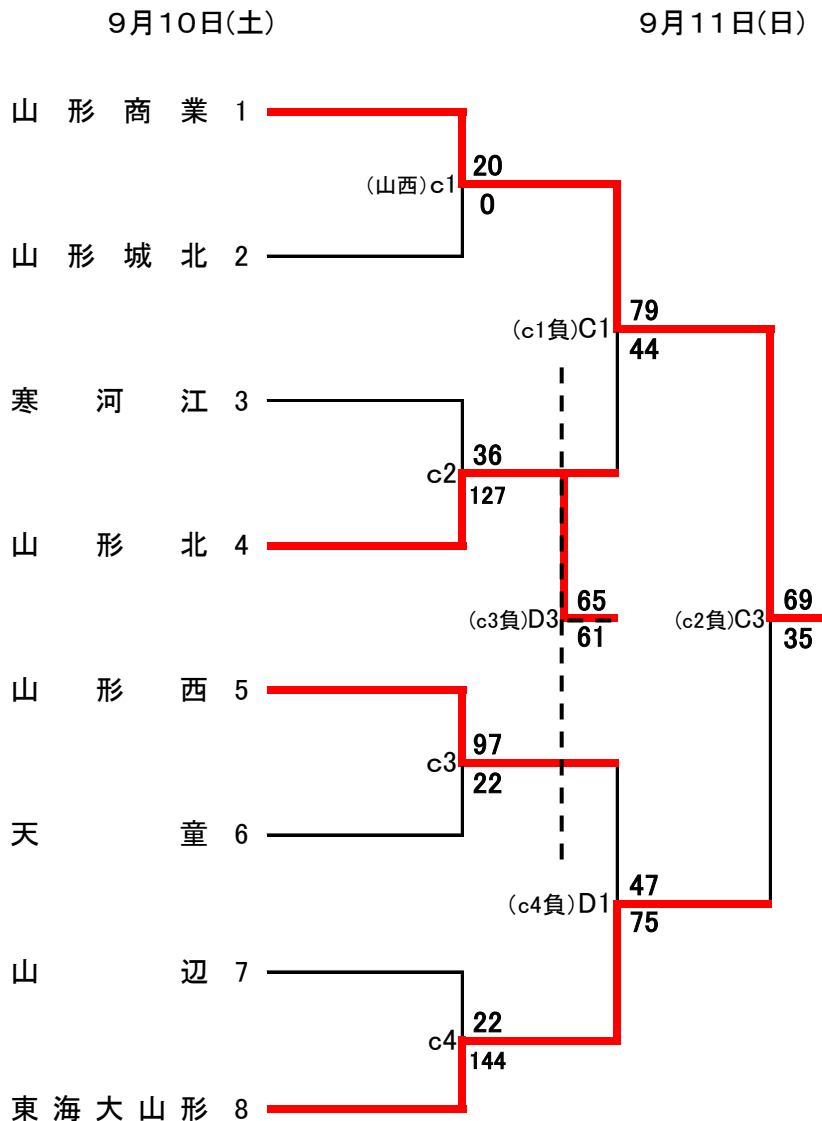 9月10日(土) 9月11日(日)
山形商業 1
20
(山西)c1
0
山形城北 2
79
(c1負)C1
44
寒河江 3
36
c2
127
山形北 4
65
(c3負)D3
61
69
(c2負)C3
35
山形西 5
97
c3
22
天童 6
47
(c4負)D1
75
山辺 7
22
c4
144
東海大山形 8